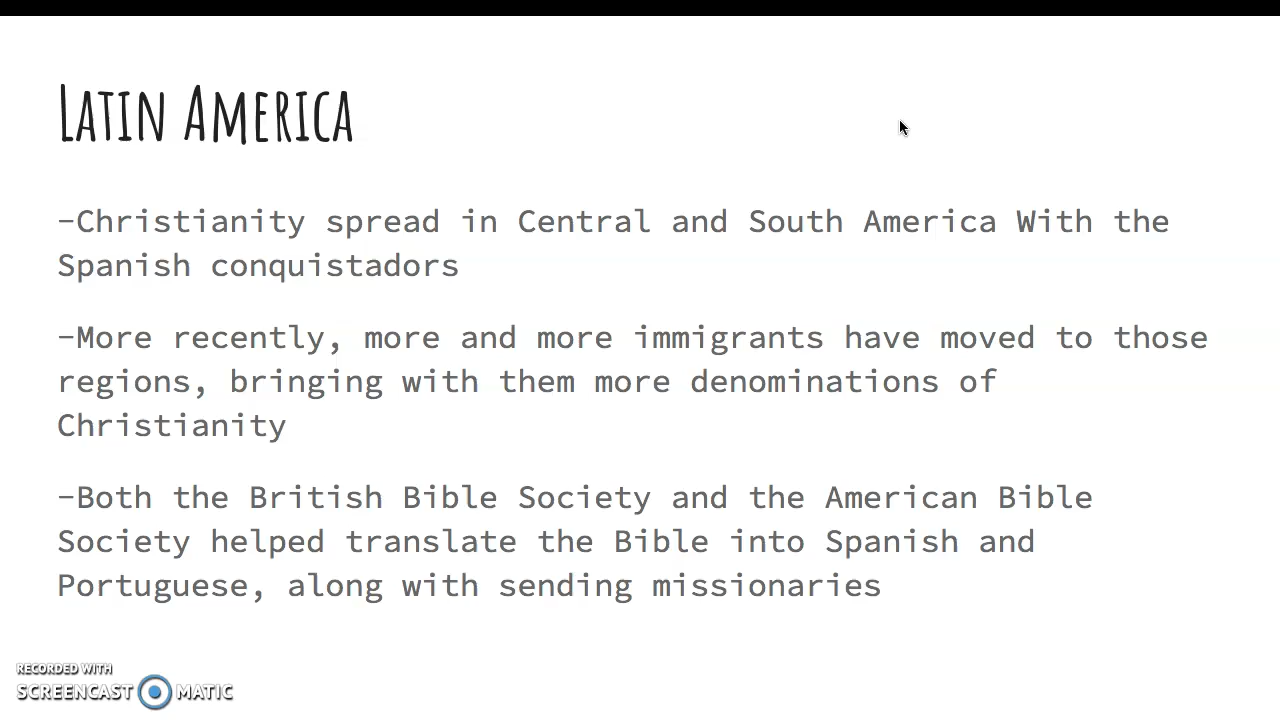 Latin America
-Christianity spread in Central and South America With the
Spanish conquistadors
-More recently, more and more immigrants have moved to those
regions, bringing with them more denominations of
Christianity
-Both the British Bible Society and the American Bible
Society helped translate the Bible into Spanish and
Portuguese, along with sending missionaries
RECORDED WITH
SCREENCAST MATIC